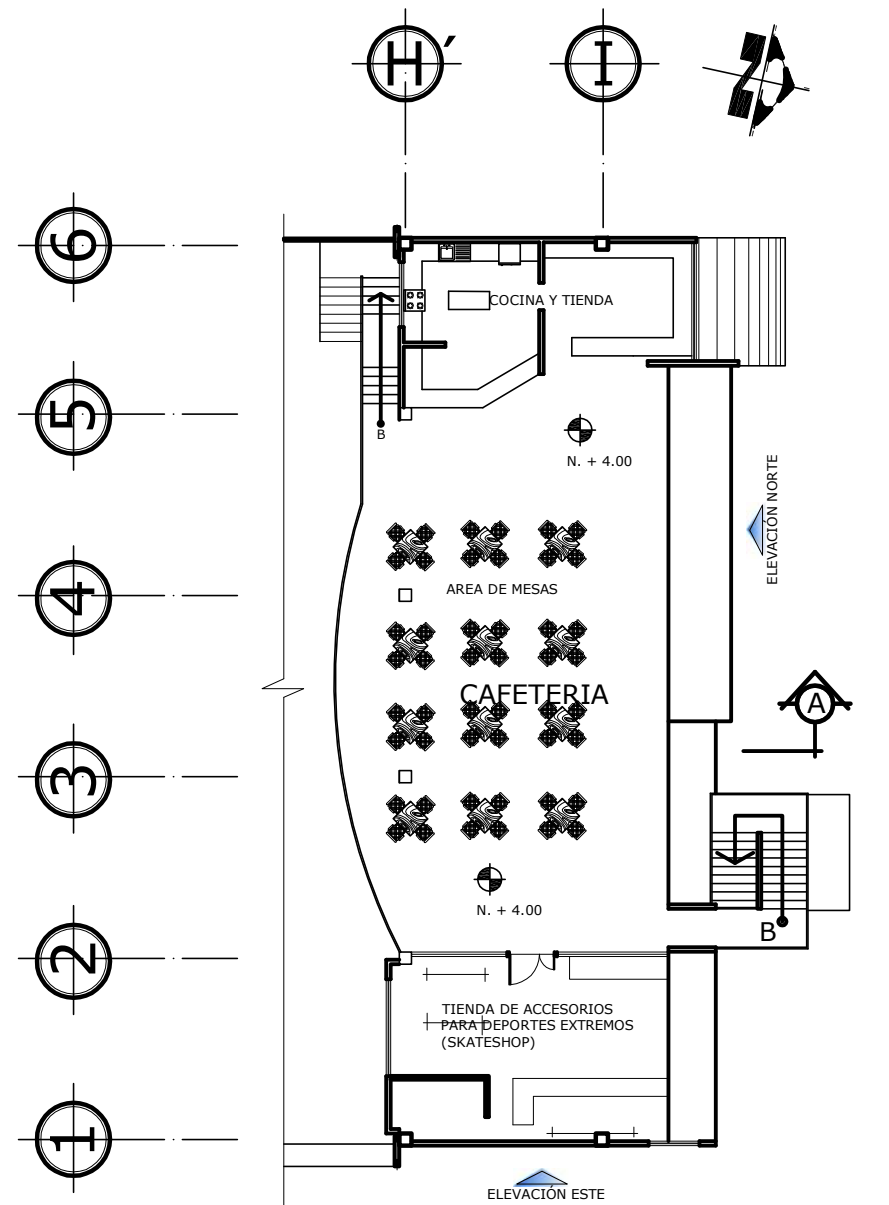 H´
I
6
COCINA Y TIENDA
5
B
N. + 4.00
ELEVACIÓN NORTE
4
AREA DE MESAS
CAFETERIA
A
3
N. + 4.00
B
2
TIENDA DE ACCESORIOS
PARA DEPORTES EXTREMOS
(SKATESHOP)
1
ELEVACIÓN ESTE